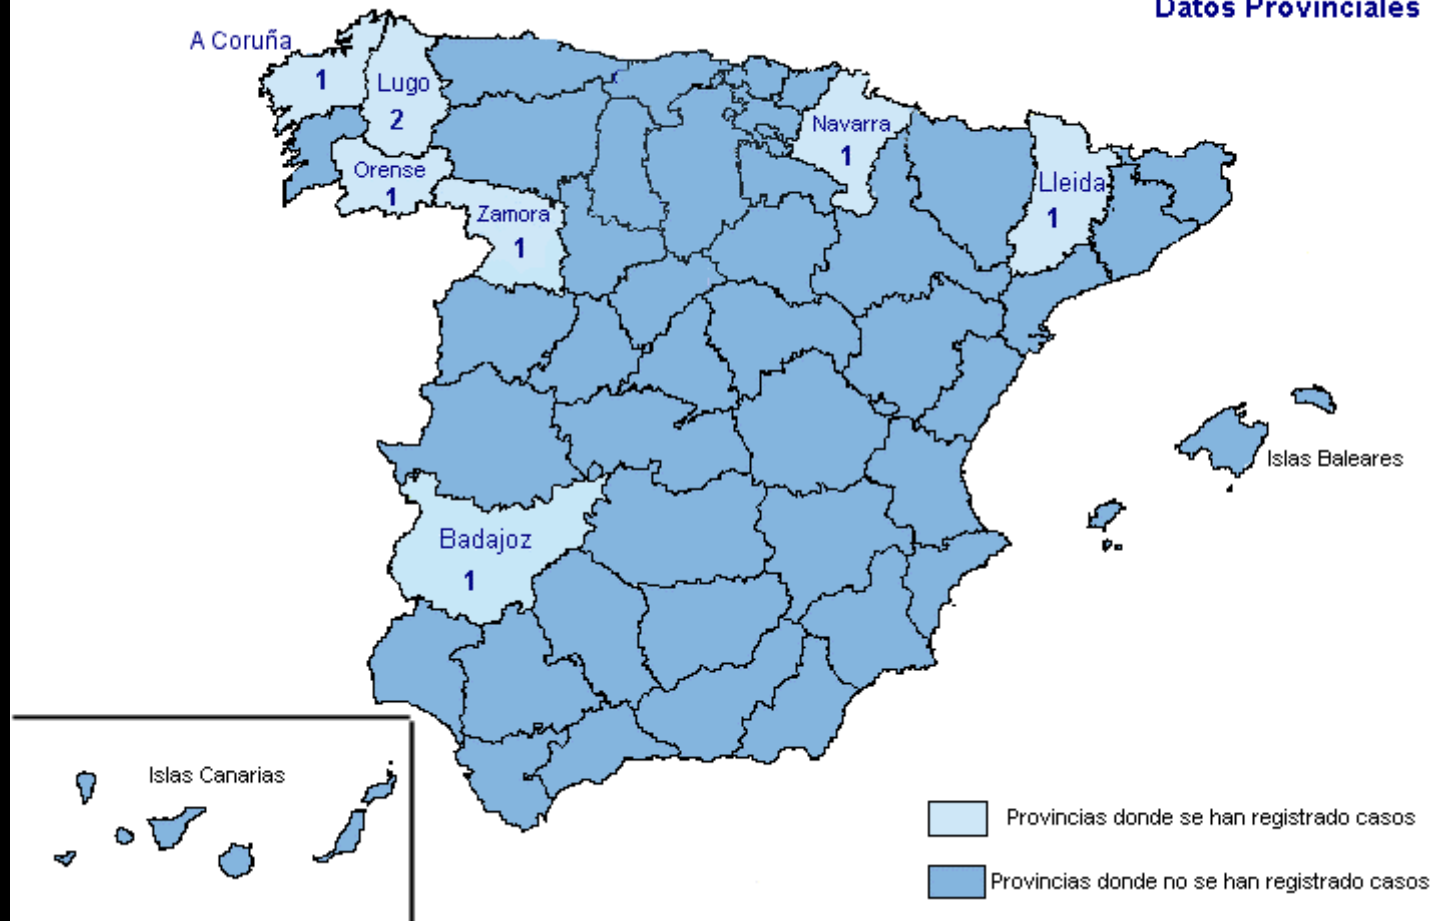 Datos Provinciales
A Coruña
1
Lugo
2
Navarra
1
Orense
1
Lleida
1
Zamora
1
Islas Baleares
Badajoz
1
Islas Canarias
Provincias donde se han registrado casos
Provincias donde no se han registrado casos